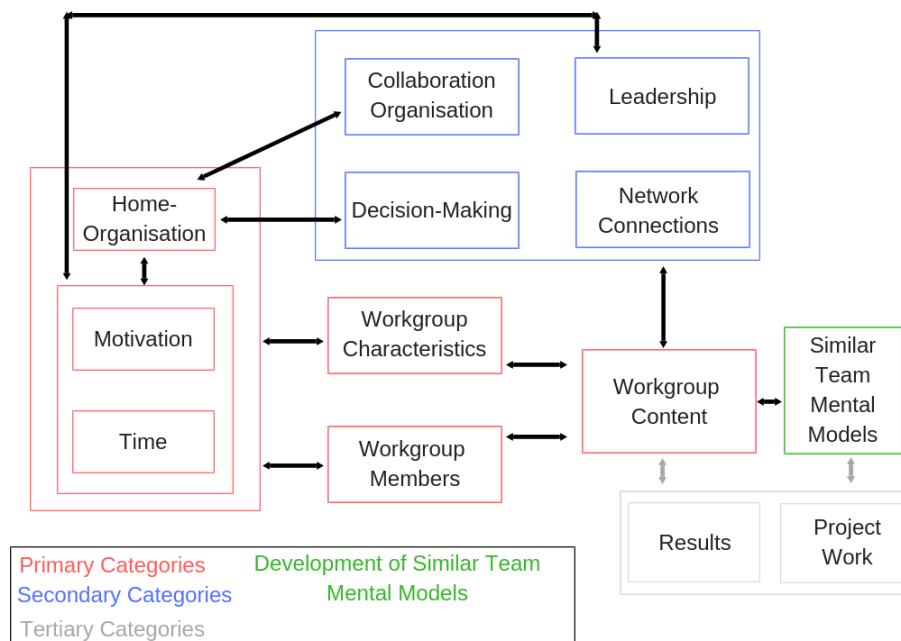 Collaboration
Organisation
Leadership
Home-
Organisation
Decision-Making
Network
Connections
Motivation
Time
Workgroup
Characteristics
Workgroup
Members
Workgroup
Content
Similar
Team
Mental
Models
Results
Project
Work
Primary Categories
Secondary Categories
Tertiary Categories
Development of Similar Team
Mental Models